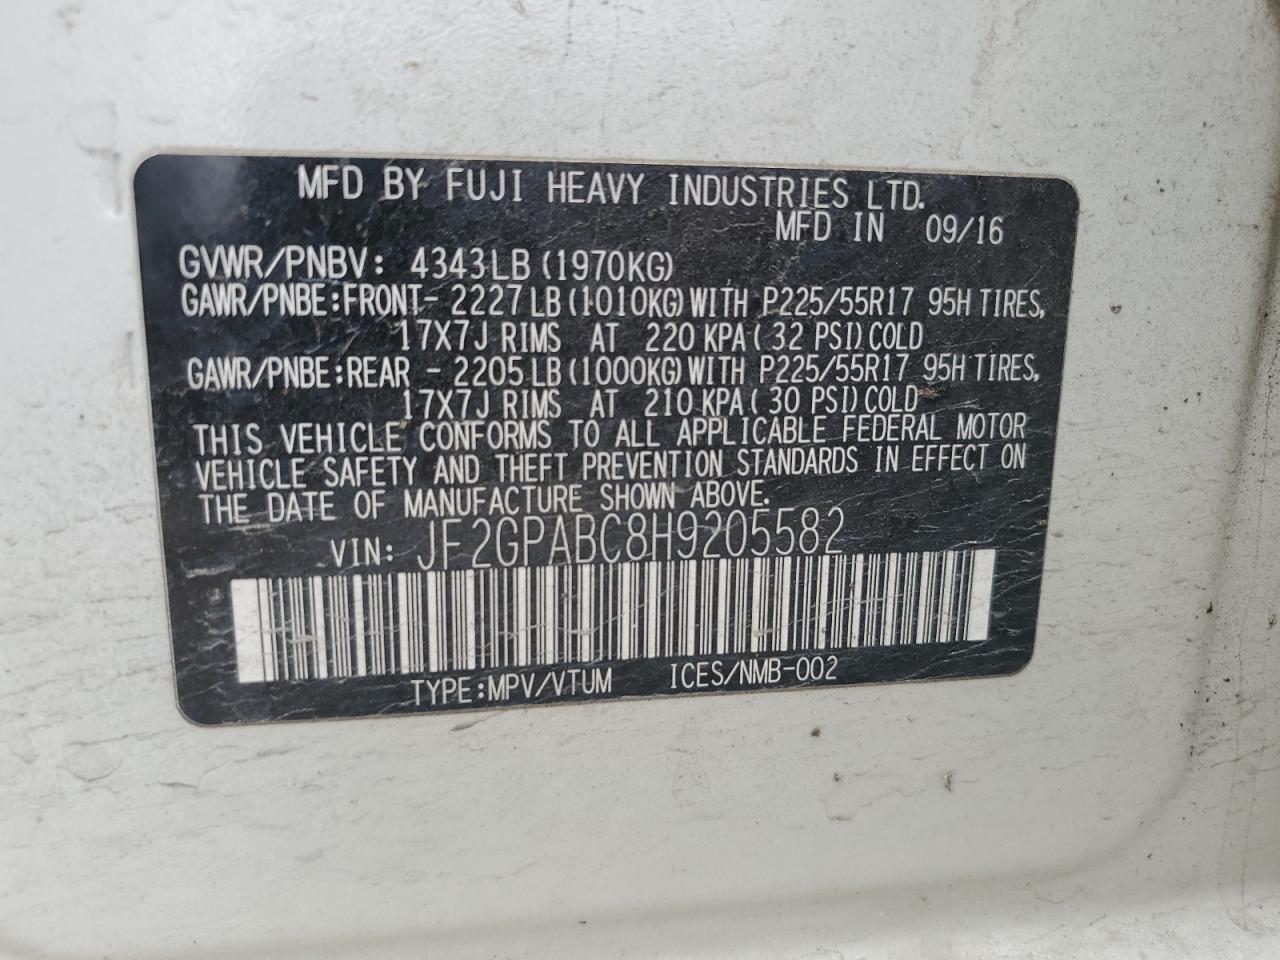 MFD BY FUJI HEAVY INDUSTRIES LTD.
MFD IN 09/16
GVWR/PNBV: 4343LB (1970KG)
GAWR/PNBE:FRONT- 2227LB (1010KG) WITH P225/55R17 95H TIRES,
17X7J RIMS AT 220 KPA ( 32 PSI) COLD
GAWR/PNBE:REAR - 2205LB (1000KG) WITH P225/55R17 95H TIRES,
17X7J RIMS AT 210 KPA ( 30 PSI) COLD
THIS VEHICLE CONFORMS TO ALL APPLICABLE FEDERAL MOTOR
VEHICLE SAFETY AND THEFT PREVENTION STANDARDS IN EFFECT ON
THE DATE OF MANUFACTURE SHOWN ABOVE.
VIN: JF2GPABC8H9205582
TYPE:MPV/VTUM ICES/NMB-002